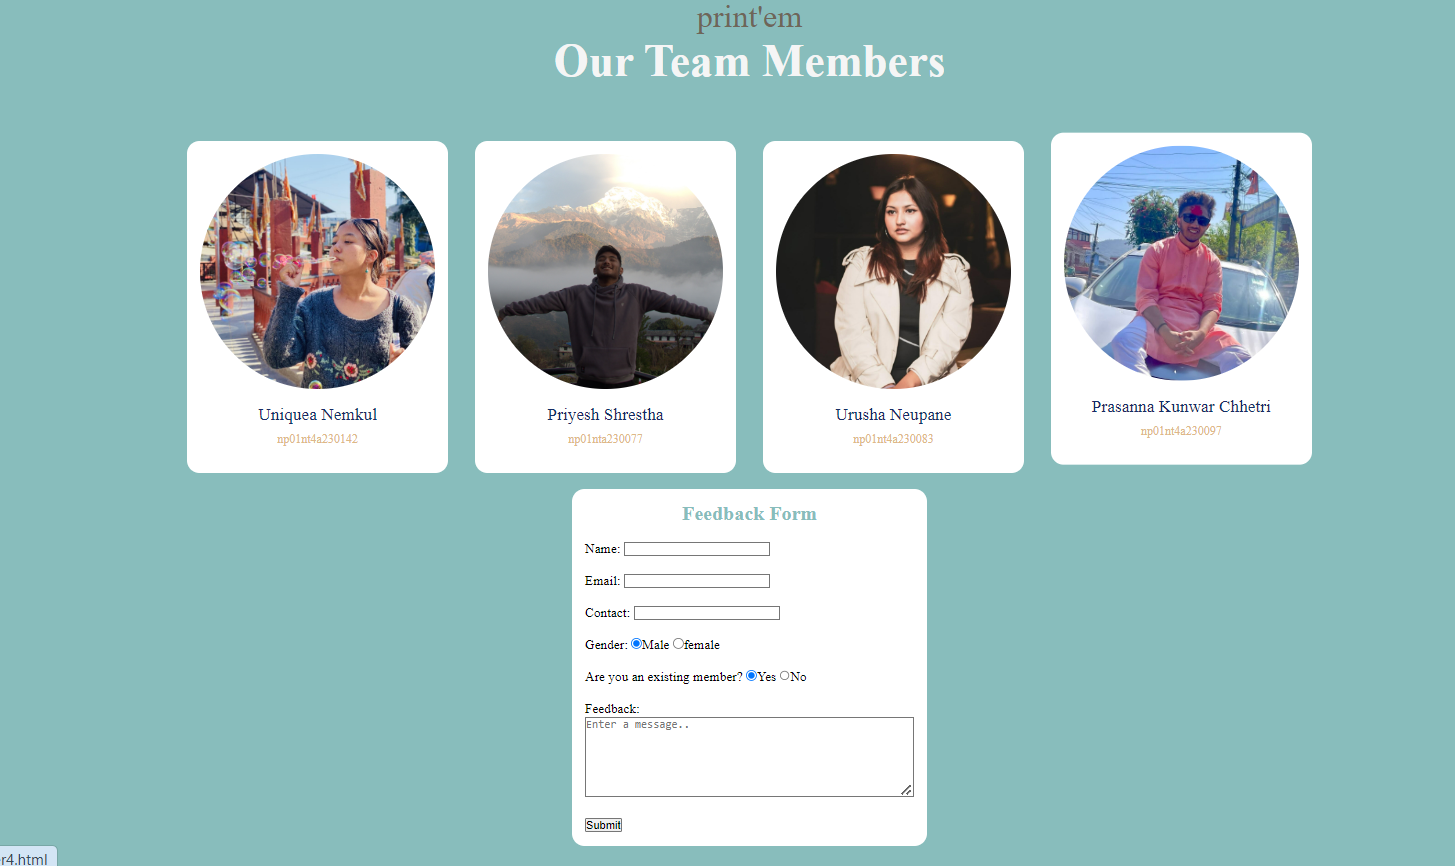 print'em
Our Team Members
Uniquea Nemkul
np01nt4a230142
Priyesh Shrestha
np01nta230077
Urusha Neupane
np01nt4a230083
Prasanna Kunwar Chhetri
np01nt4a230097
Feedback Form
Name:
Email:
Contact:
Gender: Male female
Are you an existing member? Yes No
Feedback:
Enter a message..
Submit
r4.html